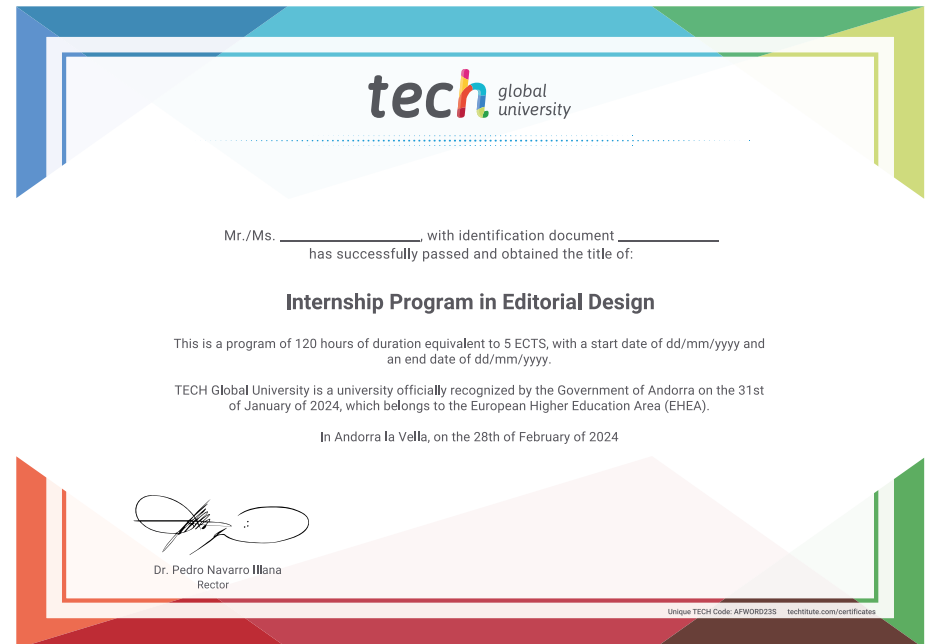 tech global university
Mr./Ms. ____________, with identification document ____________
has successfully passed and obtained the title of:
Internship Program in Editorial Design
This is a program of 120 hours of duration equivalent to 5 ECTS, with a start date of dd/mm/yyyy and
an end date of dd/mm/yyyy.
TECH Global University is a university officially recognized by the Government of Andorra on the 31st
of January of 2024, which belongs to the European Higher Education Area (EHEA).
In Andorra la Vella, on the 28th of February of 2024
Dr. Pedro Navarro Illana
Rector
Unique TECH Code: AFWORD23S techtitute.com/certificates